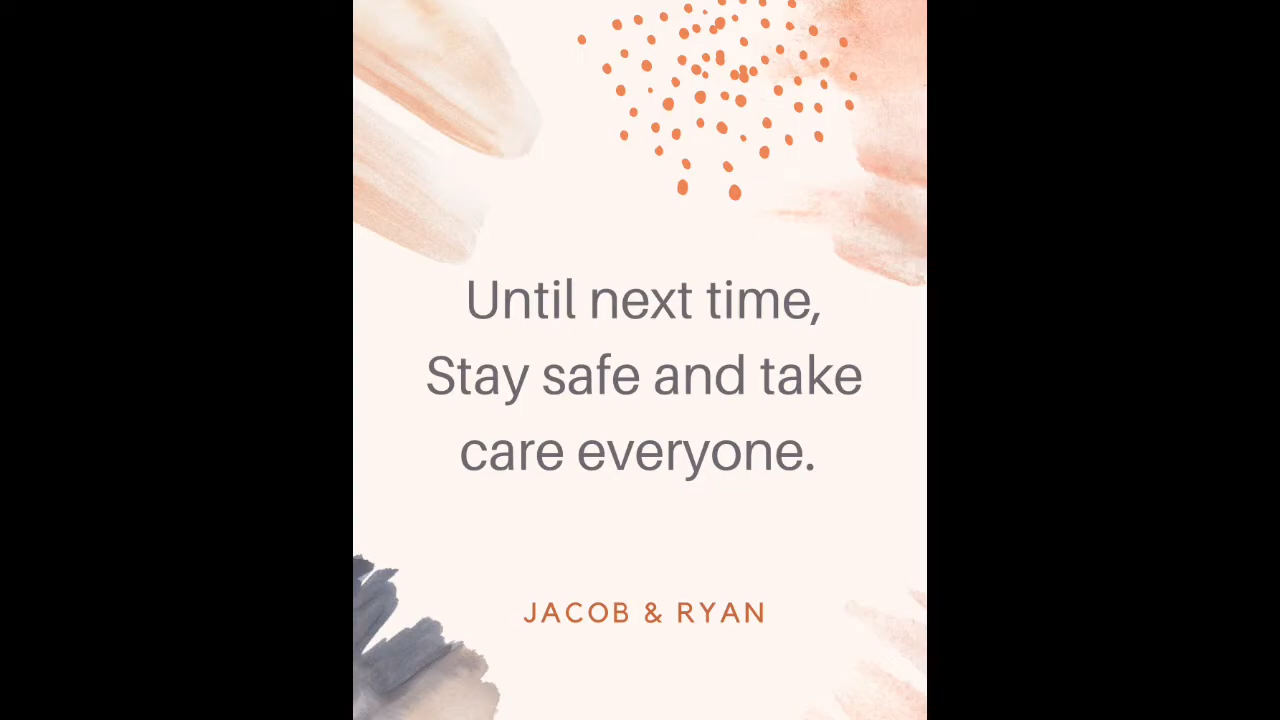 Until next time,
Stay safe and take
care everyone.
JACOB & RYAN